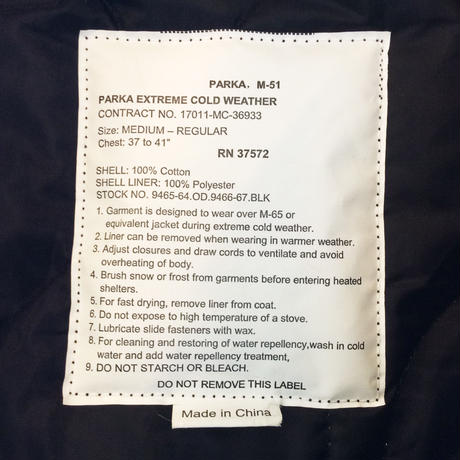 PARKA, M-51
PARKA EXTREME COLD WEATHER
CONTRACT NO. 17011-MC-36933
Size: MEDIUM – REGULAR
Chest: 37 to 41"
RN 37572
SHELL: 100% Cotton
SHELL LINER: 100% Polyester
STOCK NO. 9465-64.OD.9466-67.BLK
1. Garment is designed to wear over M-65 or
equivalent jacket during extreme cold weather.
2. Liner can be removed when wearing in warmer weather.
3. Adjust closures and draw cords to ventilate and avoid
overheating of body.
4. Brush snow or frost from garments before entering heated
shelters.
5. For fast drying, remove liner from coat.
6. Do not expose to high temperature of a stove.
7. Lubricate slide fasteners with wax.
8. For cleaning and restoring of water repellency,wash in cold
water and add water repellency treatment,
9. DO NOT STARCH OR BLEACH.
DO NOT REMOVE THIS LABEL
Made in China